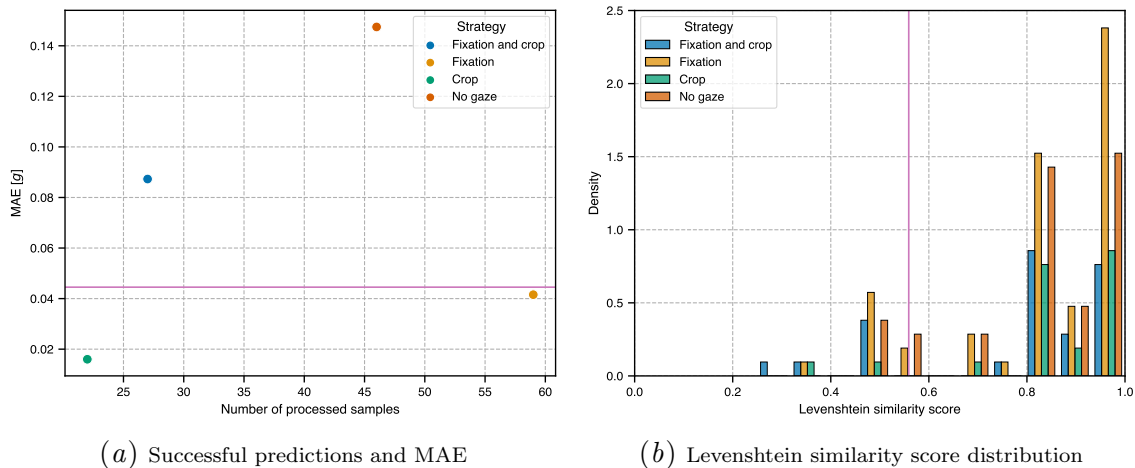 Strategy
Fixation and crop
Fixation
Crop
No gaze
0.14
0.12
0.10
0.08
0.06
0.04
0.02
MAE [g]
25 30 35 40 45 50 55 60
Number of processed samples
(a) Successful predictions and MAE
Strategy
Fixation and crop
Fixation
Crop
No gaze
2.5
2.0
1.5
1.0
0.5
0.0
Density
0.0 0.2 0.4 0.6 0.8 1.0
Levenshtein similarity score
(b) Levenshtein similarity score distribution